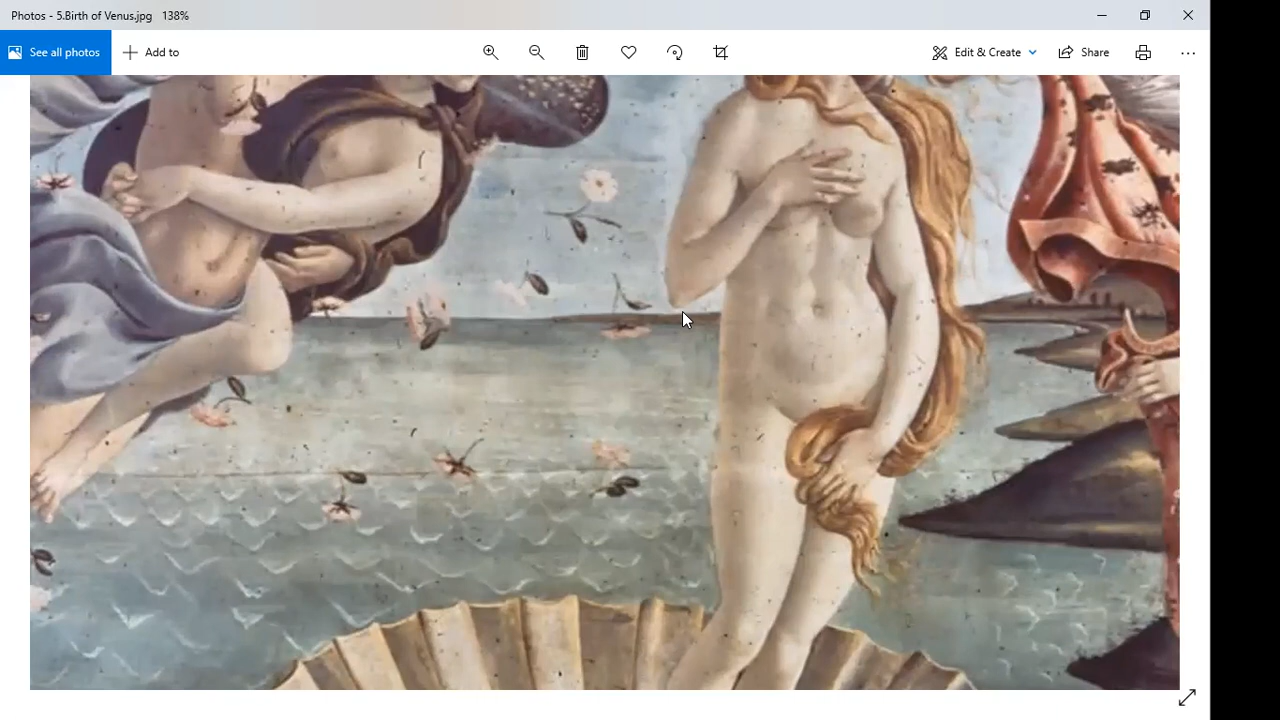 Photos - 5.Birth of Venus.jpg 138%
See all photos
Add to
Edit & Create
Share